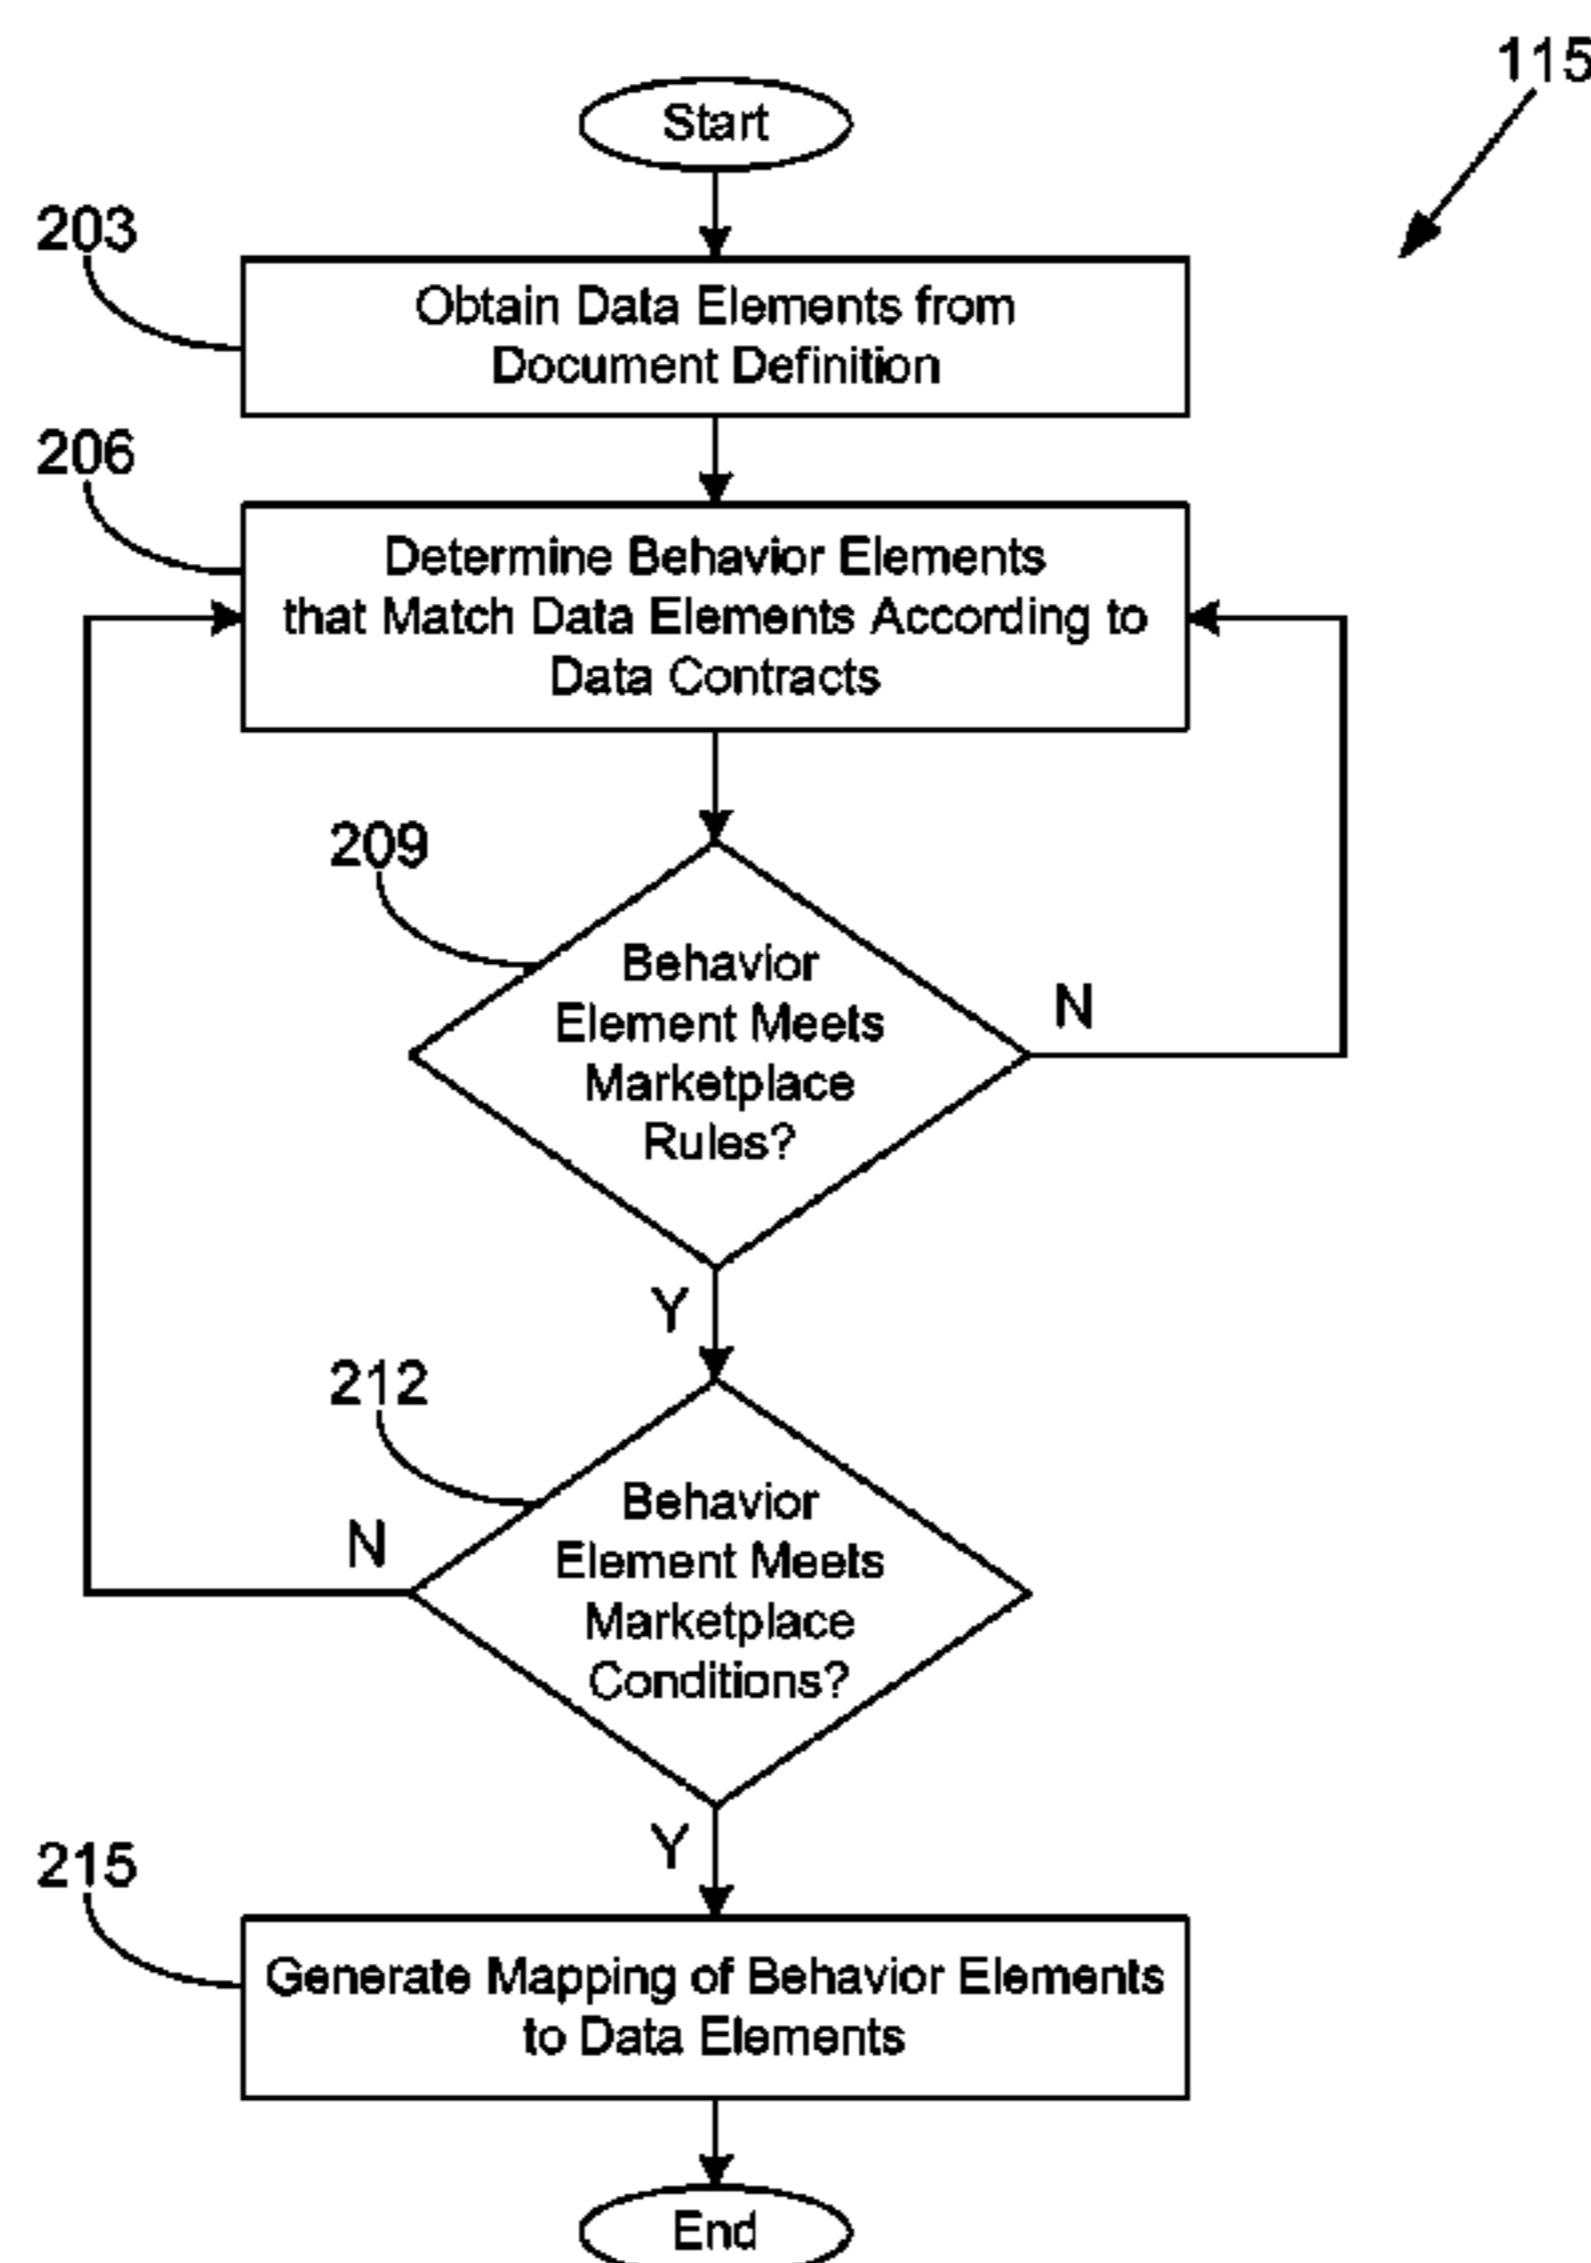 115
Start
203
Obtain Data Elements from
Document Definition
206
Determine Behavior Elements
that Match Data Elements According to
Data Contracts
209
Behavior
Element Meets
Marketplace
Rules?
N
Y
212
Behavior
Element Meets
Marketplace
Conditions?
N
Y
215
Generate Mapping of Behavior Elements
to Data Elements
End